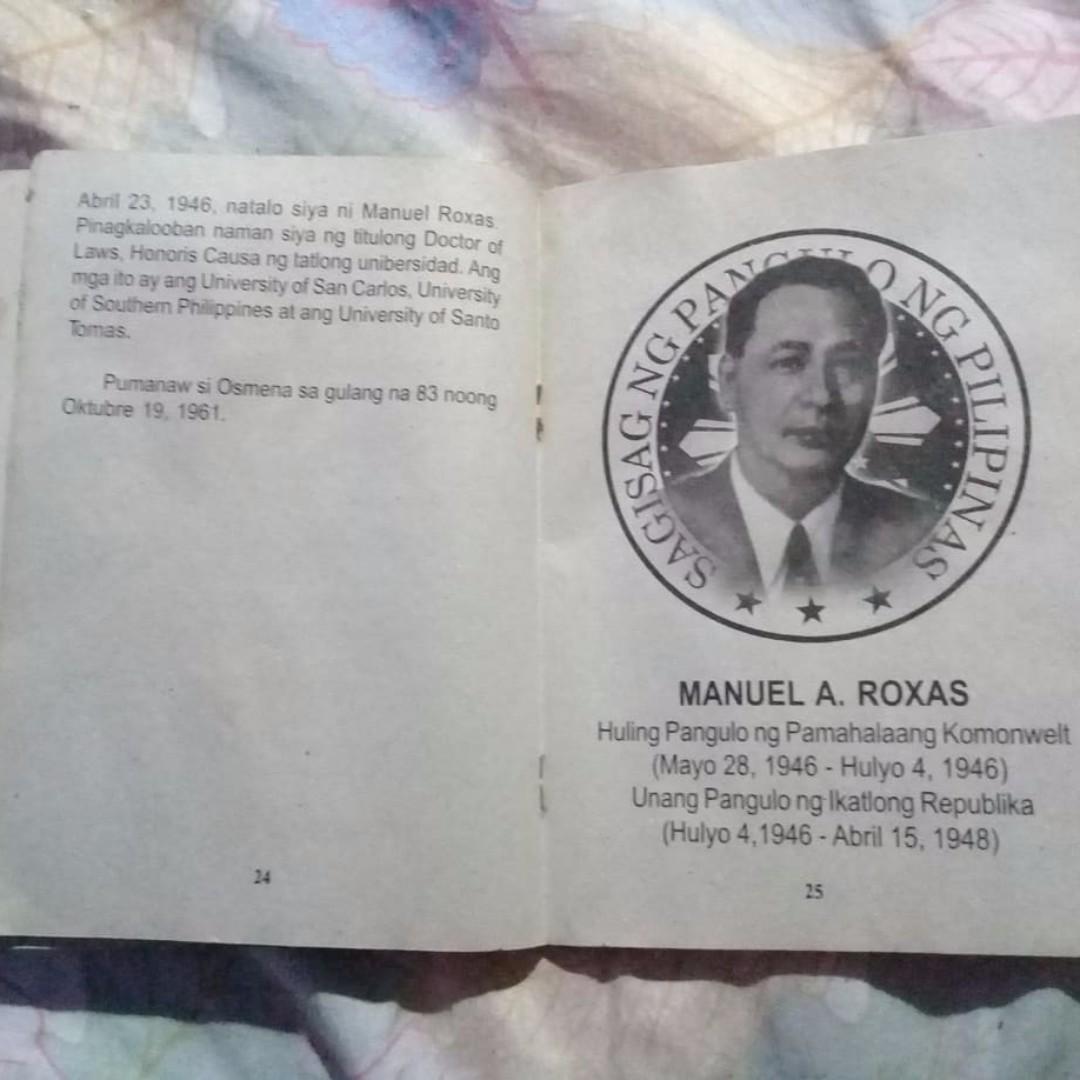 Abril 23, 1946, natalo siya ni Manuel Roxas.
Pinagkalooban naman siya ng titulong Doctor of
Laws, Honoris Causa ng tatlong unibersidad. Ang
mga ito ay ang University of San Carlos, University
of Southern Philippines at ang University of Santo
Tomas.
Pumanaw si Osmena sa gulang na 83 noong
Oktubre 19, 1961.
24
SAGISAG NG PANGULO NG PILIPINAS
MANUEL A. ROXAS
Huling Pangulo ng Pamahalaang Komonwelt
(Mayo 28, 1946 - Hulyo 4, 1946)
Unang Pangulo ng Ikatlong Republika
(Hulyo 4,1946 - Abril 15, 1948)
25